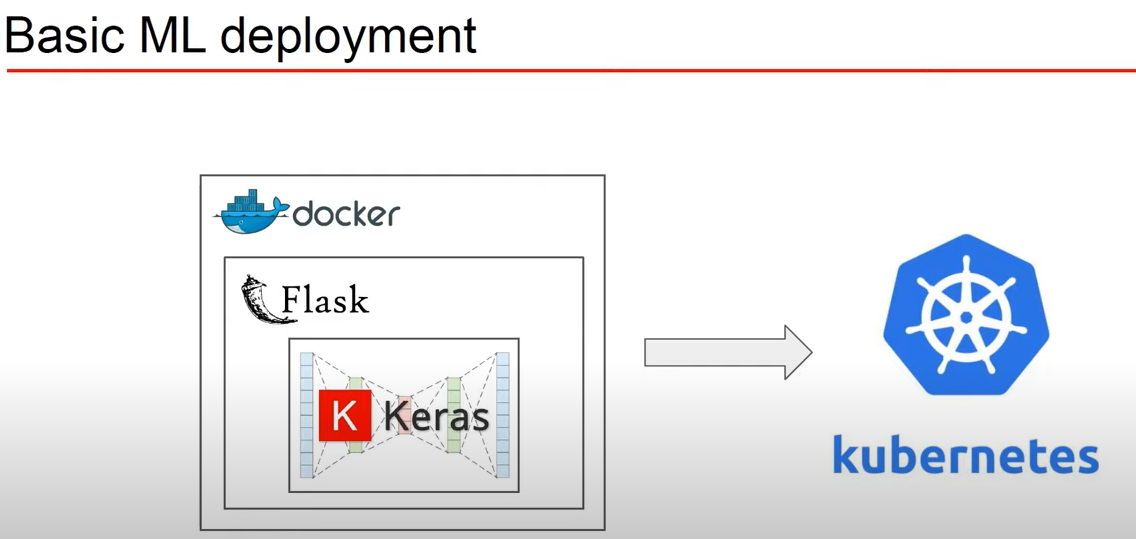 Basic ML deployment
docker
Flask
K Keras
kubernetes